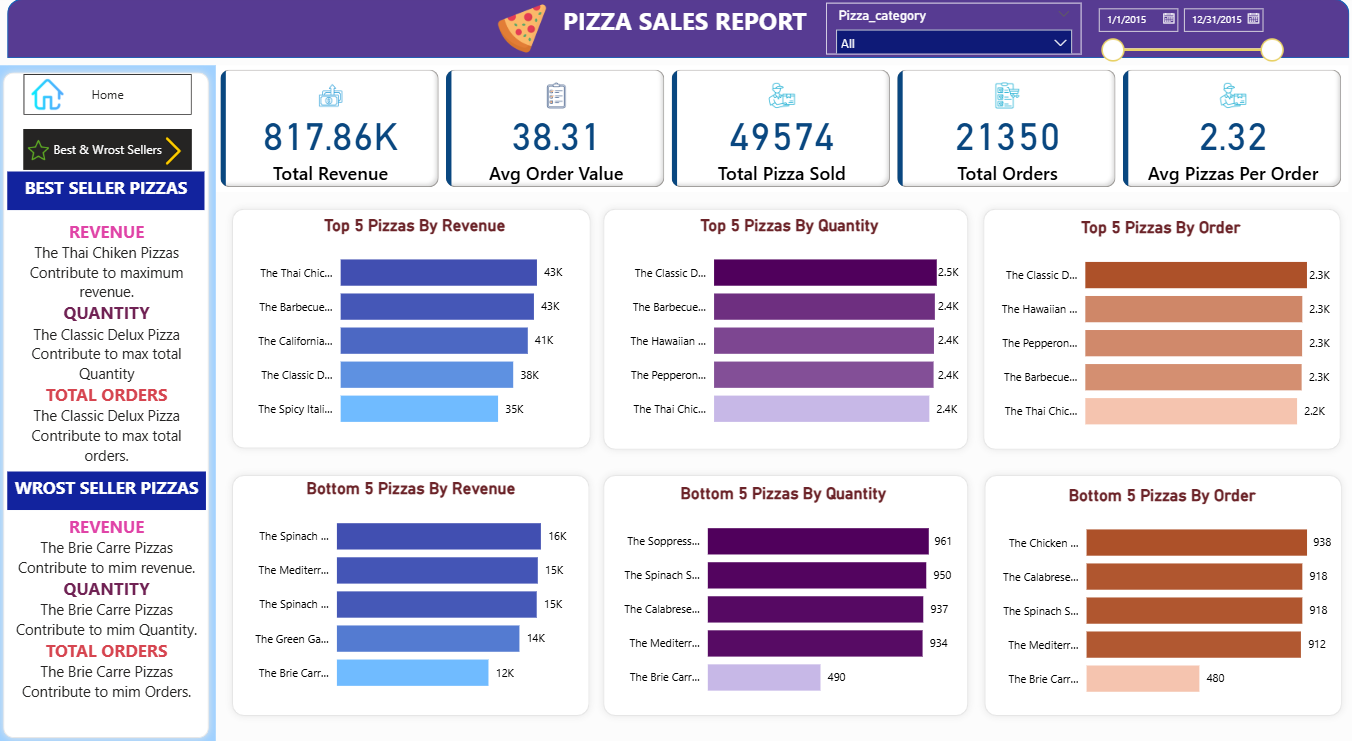 PIZZA SALES REPORT
Pizza_category
All
1/1/2015
12/31/2015
Home
Best & Wrost Sellers
BEST SELLER PIZZAS
REVENUE
The Thai Chiken Pizzas
Contribute to maximum
revenue.
QUANTITY
The Classic Delux Pizza
Contribute to max total
Quantity
TOTAL ORDERS
The Classic Delux Pizza
Contribute to max total
orders.
WROST SELLER PIZZAS
REVENUE
The Brie Carre Pizzas
Contribute to mim revenue.
QUANTITY
The Brie Carre Pizzas
Contribute to mim Quantity.
TOTAL ORDERS
The Brie Carre Pizzas
Contribute to mim Orders.
817.86K
Total Revenue
38.31
Avg Order Value
49574
Total Pizza Sold
21350
Total Orders
2.32
Avg Pizzas Per Order
Top 5 Pizzas By Revenue
The Thai Chic... 43K
The Barbecue... 43K
The California... 41K
The Classic D... 38K
The Spicy Itali... 35K
Top 5 Pizzas By Quantity
The Classic D... 2.5K
The Barbecue... 2.4K
The Hawaiian ... 2.4K
The Pepperon... 2.4K
The Thai Chic... 2.4K
Top 5 Pizzas By Order
The Classic D... 2.3K
The Hawaiian ... 2.3K
The Pepperon... 2.3K
The Barbecue... 2.3K
The Thai Chic... 2.2K
Bottom 5 Pizzas By Revenue
The Spinach ... 16K
The Mediterr... 15K
The Spinach ... 15K
The Green Ga... 14K
The Brie Carr... 12K
Bottom 5 Pizzas By Quantity
The Soppress... 961
The Spinach S... 950
The Calabrese... 937
The Mediterr... 934
The Brie Carr... 490
Bottom 5 Pizzas By Order
The Chicken ... 938
The Calabrese... 918
The Spinach S... 918
The Mediterr... 912
The Brie Carr... 480